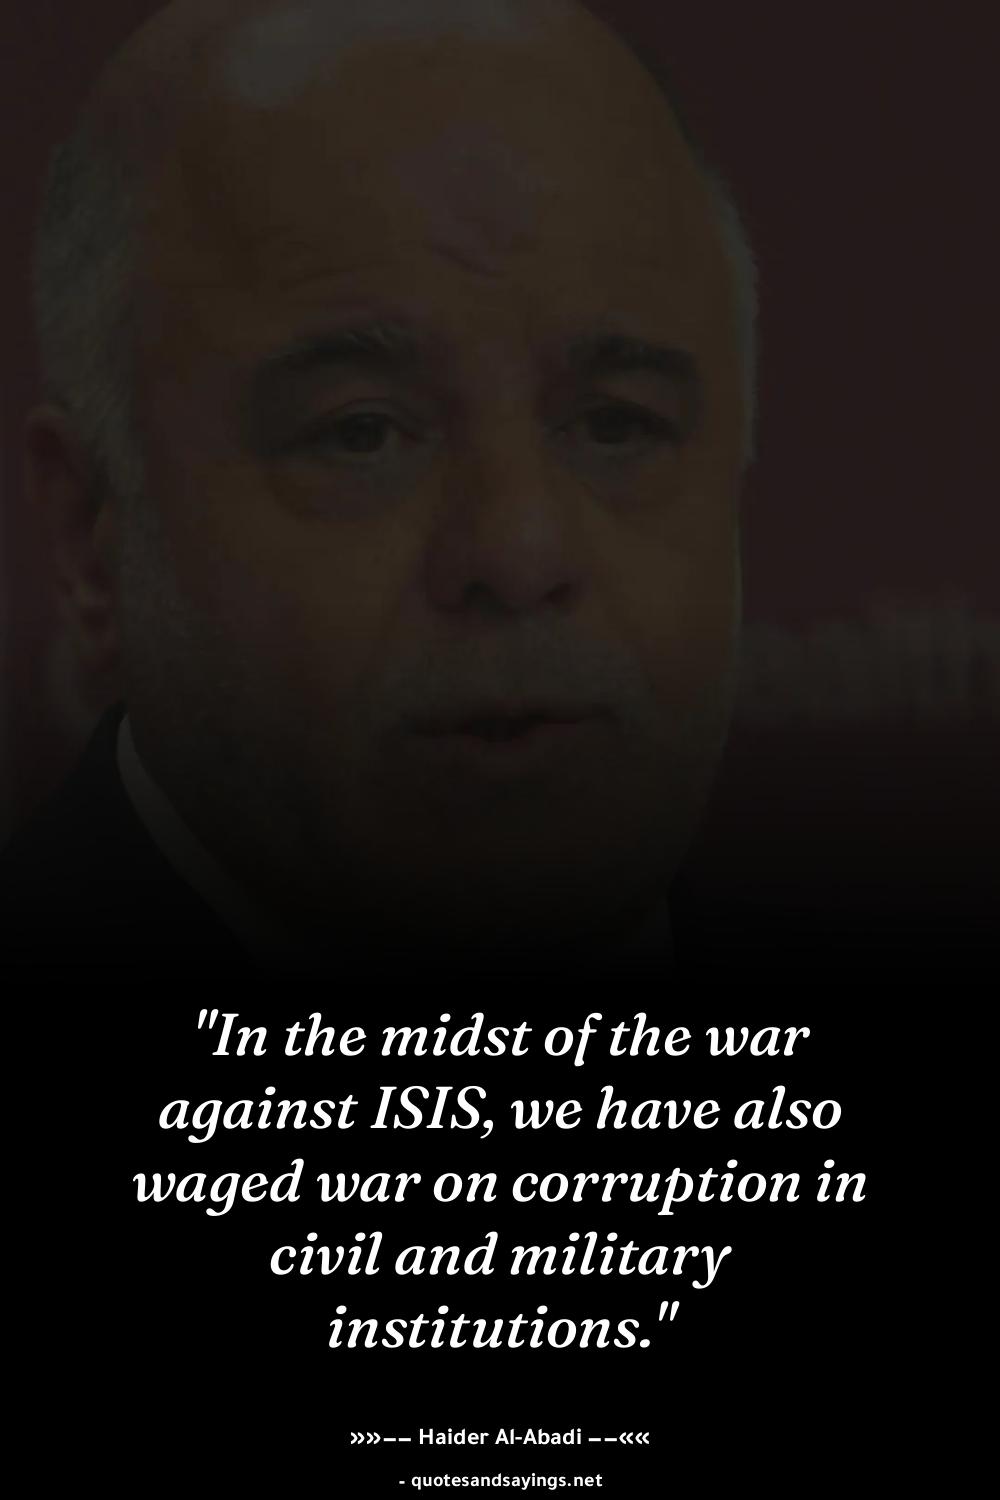 "In the midst of the war
against ISIS, we have also
waged war on corruption in
civil and military
institutions."
»»−− Haider Al-Abadi −−««
- quotesandsayings.net